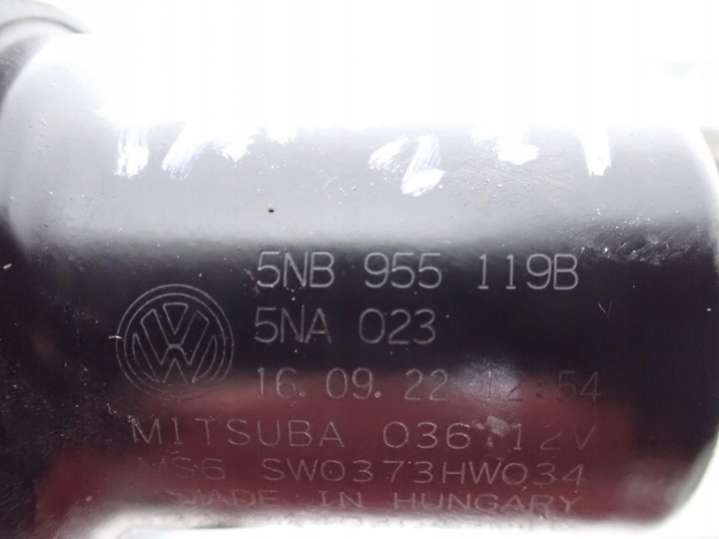 5NB 955 119B
5NA 023
16.09.22 12:54
MITSUBA 036 12V
SW0373HW034
MADE IN HUNGARY